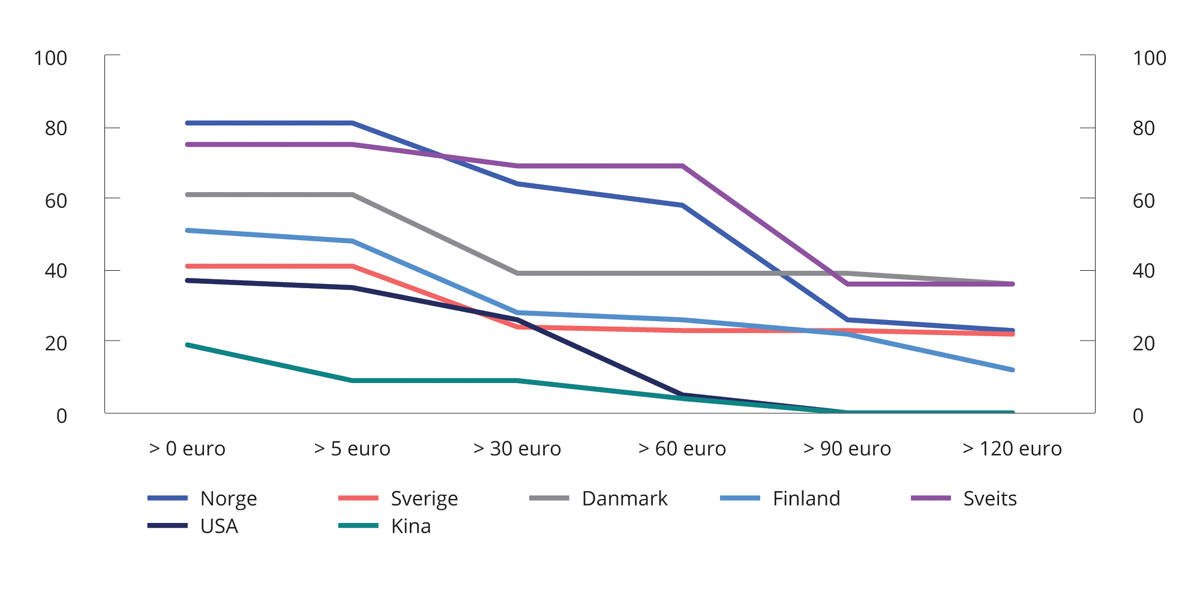 100 100
80 80
60 60
40 40
20 20
0 0
> 0 euro > 5 euro > 30 euro > 60 euro > 90 euro > 120 euro
Norge Sverige Danmark Finland Sveits
USA Kina